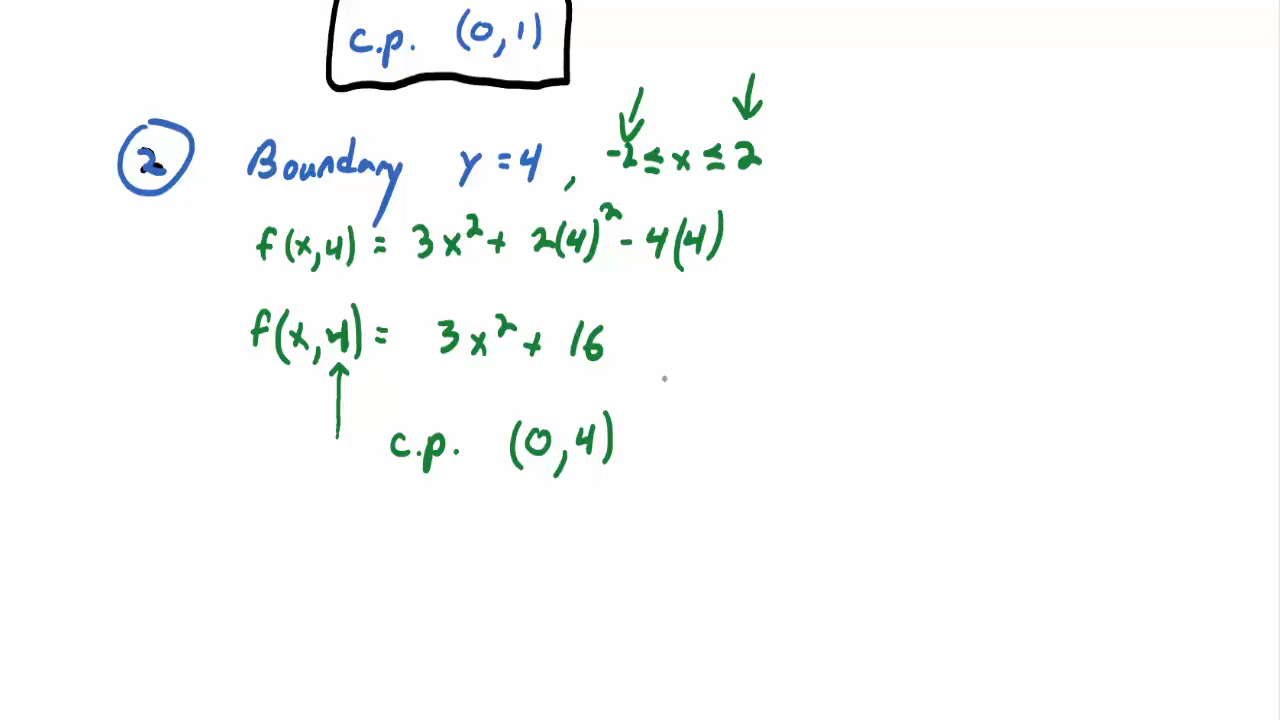 c.p. (0,1)
② Boundary y=4, -2≤x≤2
f(x,4) = 3x²+ 2(4)²- 4(4)
f(x,4)= 3x²+ 16
c.p. (0,4)